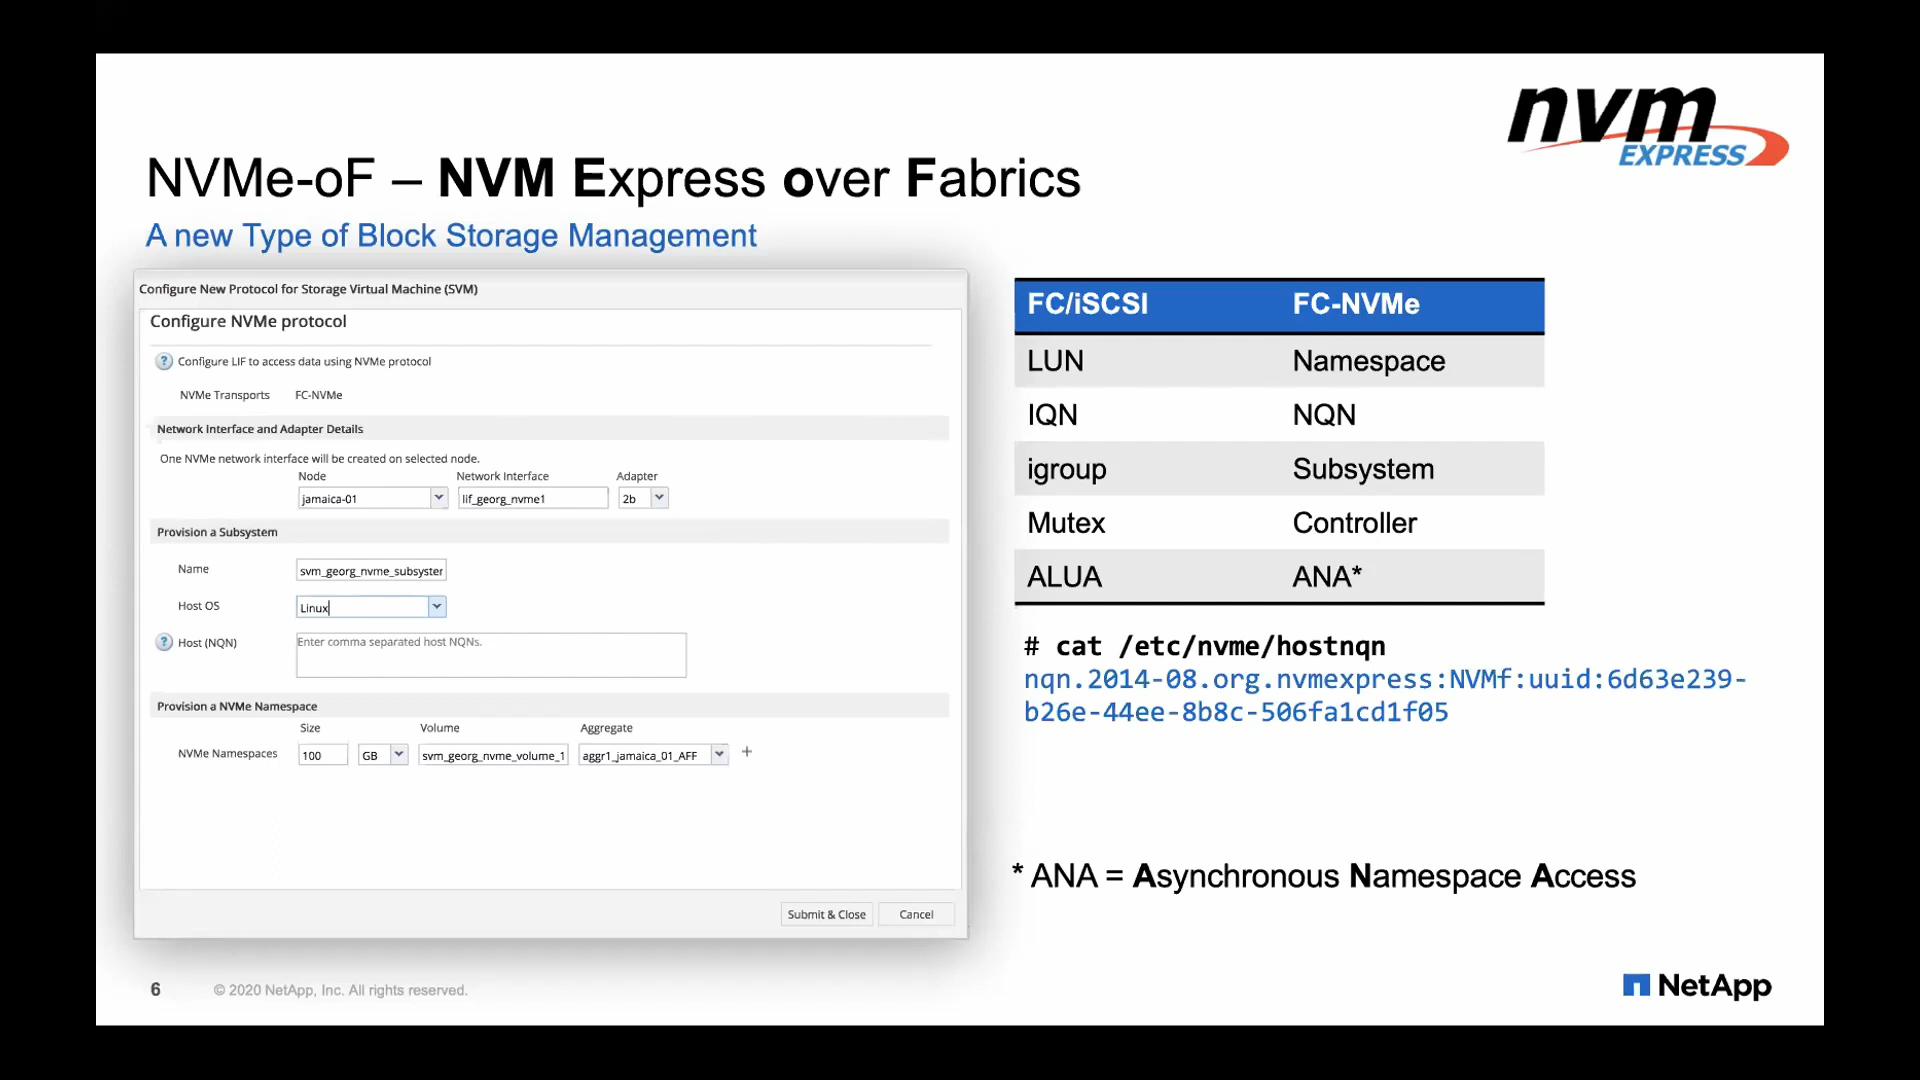 nvm
EXPRESS
NVMe-oF – NVM Express over Fabrics
A new Type of Block Storage Management
Configure New Protocol for Storage Virtual Machine (SVM)
Configure NVMe protocol
? Configure LIF to access data using NVMe protocol
NVMe Transports FC-NVMe
Network Interface and Adapter Details
One NVMe network interface will be created on selected node.
Node Network Interface Adapter
jamaica-01 lif_georg_nvme1 2b
Provision a Subsystem
Name svm_georg_nvme_subsyster
Host OS Linux
? Host (NQN) Enter comma separated host NQNs.
Provision a NVMe Namespace
Size Volume Aggregate
NVMe Namespaces 100 GB svm_georg_nvme_volume_1 aggr1_jamaica_01_AFF +
Submit & Close Cancel
FC/iSCSI FC-NVMe
LUN Namespace
IQN NQN
igroup Subsystem
Mutex Controller
ALUA ANA*
# cat /etc/nvme/hostnqn
nqn.2014-08.org.nvmexpress:NVMf:uuid:6d63e239-
b26e-44ee-8b8c-506fa1cd1f05
* ANA = Asynchronous Namespace Access
6 © 2020 NetApp, Inc. All rights reserved.
NetApp